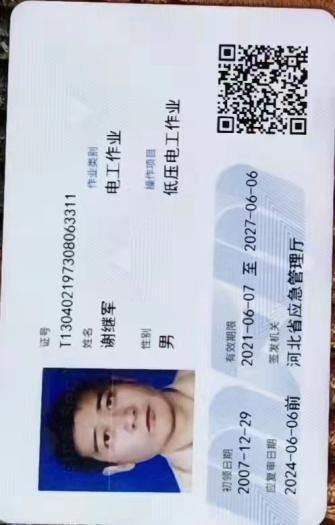 证号
T130402197308063311
姓名
谢继军
作业类别
电工作业
性别
男
操作项目
低压电工作业
初领日期
2007-12-29
有效期限
2021-06-07 至 2027-06-06
应复审日期
2024-06-06前
签发机关
河北省应急管理厅